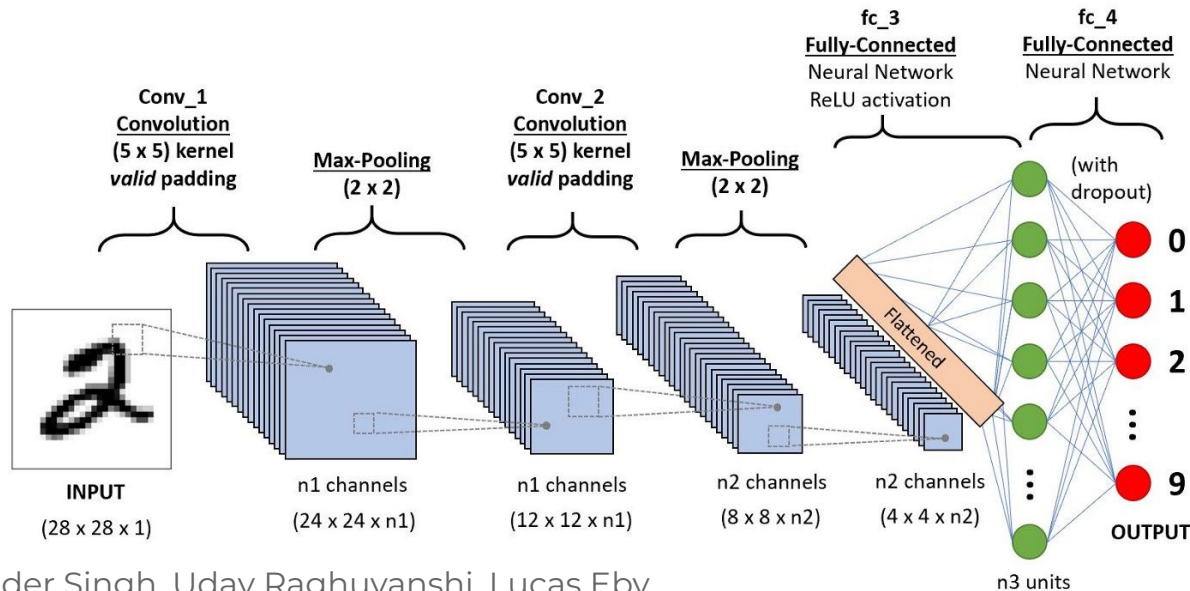 fc_3
Fully-Connected
Neural Network
ReLU activation
fc_4
Fully-Connected
Neural Network
Conv_1
Convolution
(5 x 5) kernel
valid padding
Max-Pooling
(2 x 2)
Conv_2
Convolution
(5 x 5) kernel
valid padding
Max-Pooling
(2 x 2)
(with
dropout)
Flattened
0
1
2
9
OUTPUT
INPUT
(28 x 28 x 1)
n1 channels
(24 x 24 x n1)
n1 channels
(12 x 12 x n1)
n2 channels
(8 x 8 x n2)
n2 channels
(4 x 4 x n2)
n3 units
2
der Singh, Uday Raghuvanshi, Lucas Eby